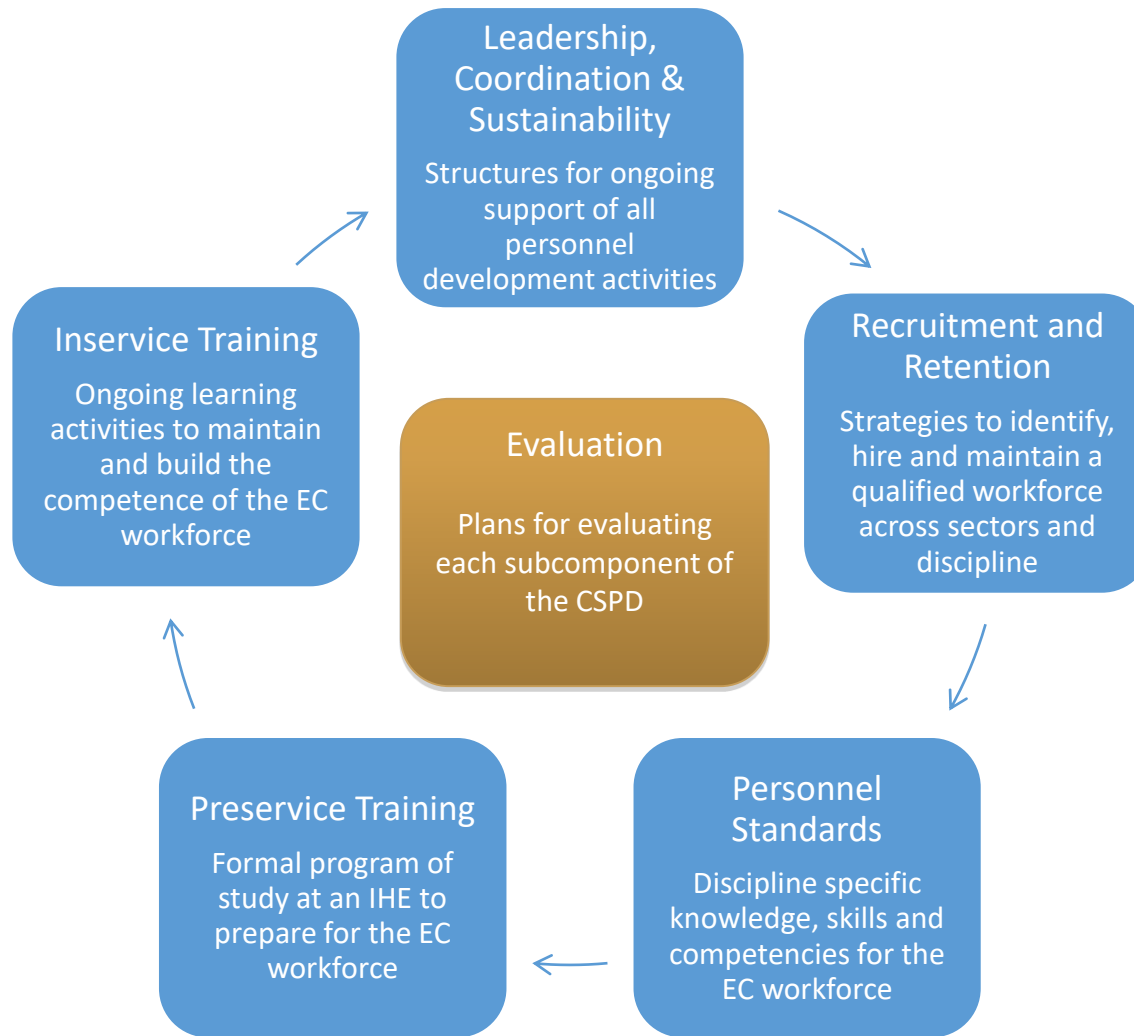 Leadership,
Coordination &
Sustainability
Structures for ongoing
support of all
personnel
development activities
Recruitment and
Retention
Strategies to identify,
hire and maintain a
qualified workforce
across sectors and
discipline
Personnel
Standards
Discipline specific
knowledge, skills and
competencies for the
EC workforce
Preservice Training
Formal program of
study at an IHE to
prepare for the EC
workforce
Inservice Training
Ongoing learning
activities to maintain
and build the
competence of the EC
workforce
Evaluation
Plans for evaluating
each subcomponent of
the CSPD